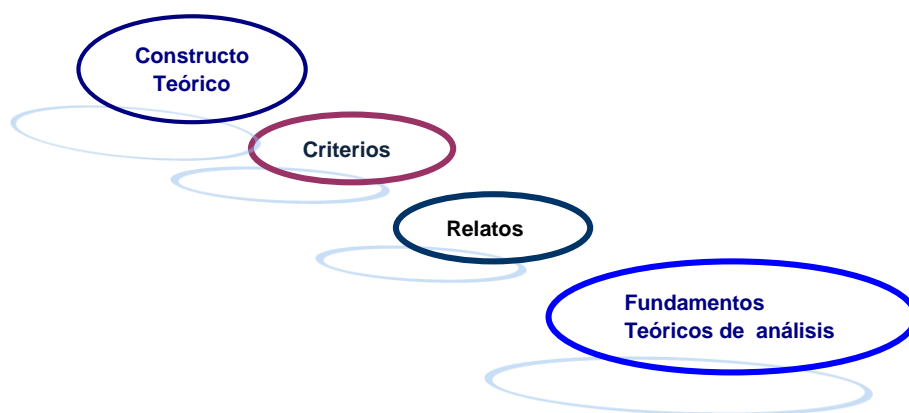 Constructo
Teórico
Criterios
Relatos
Fundamentos
Teóricos de análisis